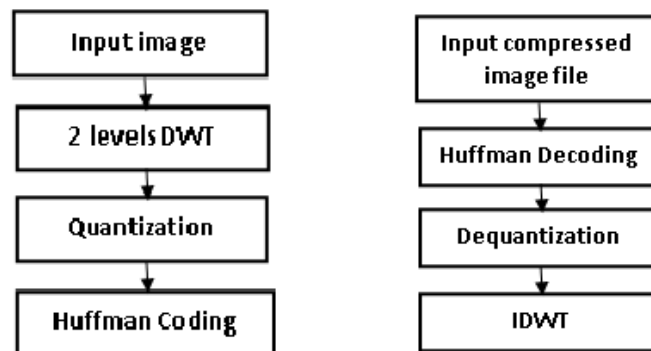 Input image
2 levels DWT
Quantization
Huffman Coding
Input compressed
image file
Huffman Decoding
Dequantization
IDWT